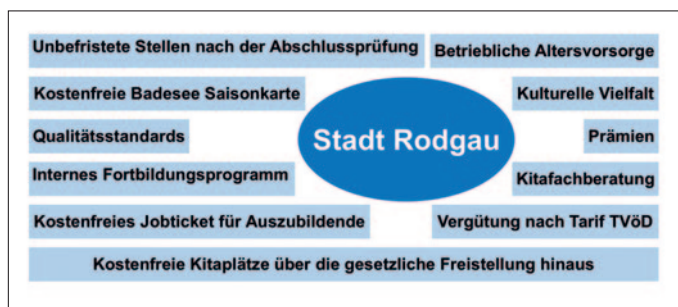 Unbefristete Stellen nach der Abschlussprüfung
Betriebliche Altersvorsorge
Kostenfreie Badesee Saisonkarte
Kulturelle Vielfalt
Stadt Rodgau
Qualitätsstandards
Prämien
Internes Fortbildungsprogramm
Kitafachberatung
Kostenfreies Jobticket für Auszubildende
Vergütung nach Tarif TVöD
Kostenfreie Kitaplätze über die gesetzliche Freistellung hinaus